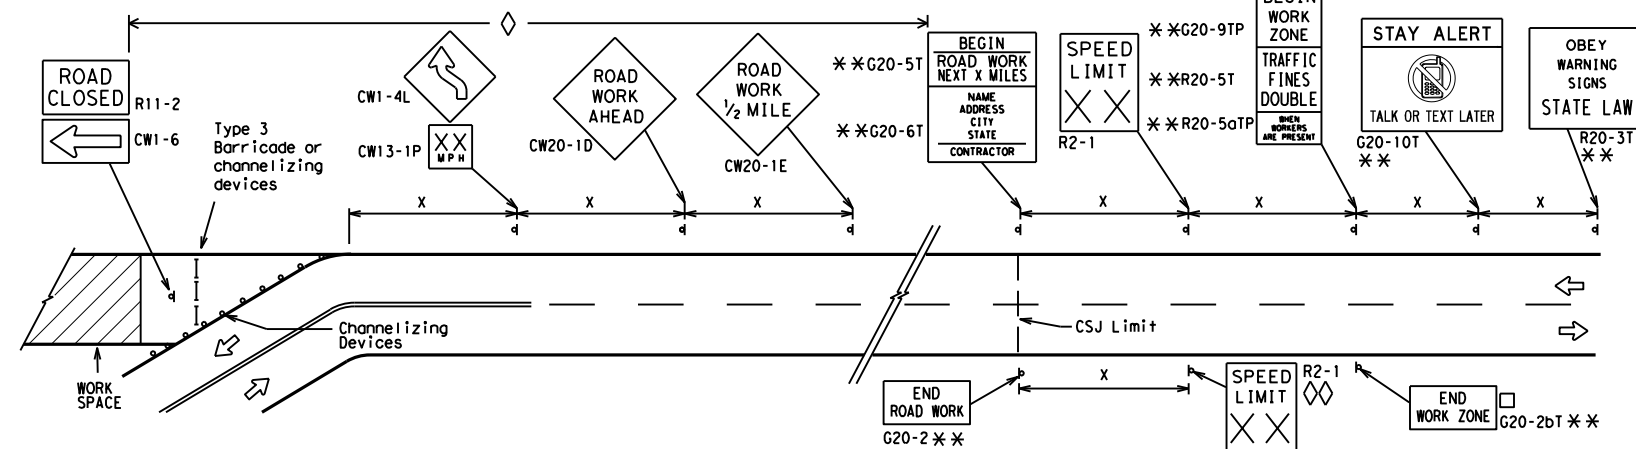 ROAD
CLOSED
R11-2
CW1-6
Type 3
Barricade or
channelizing
devices
CW1-4L
XX
MPH
CW13-1P
ROAD
WORK
AHEAD
CW20-1D
ROAD
WORK
1/2 MILE
CW20-1E
**G20-5T
BEGIN
ROAD WORK
NEXT X MILES
**G20-6T
NAME
ADDRESS
CITY
STATE
CONTRACTOR
SPEED
LIMIT
XX
R2-1
**G20-9TP
BEGIN
WORK
ZONE
**R20-5T
TRAFFIC
FINES
DOUBLE
**R20-5aTP
WHEN
WORKERS
ARE PRESENT
STAY ALERT
TALK OR TEXT LATER
G20-10T
**
OBEY
WARNING
SIGNS
STATE LAW
R20-3T
**
X
X
X
X
X
X
X
Channelizing
Devices
WORK
SPACE
CSJ Limit
END
ROAD WORK
G20-2**
X
SPEED
LIMIT
XX
R2-1
END
WORK ZONE
G20-2bT**